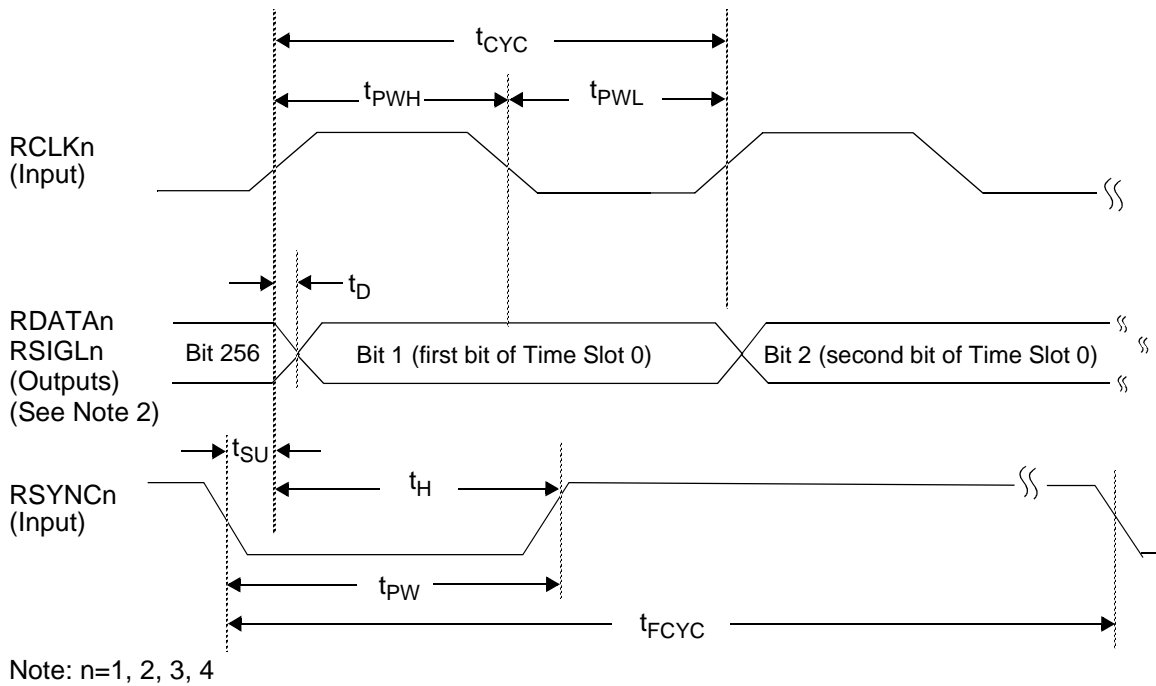 tCYC
tPWH
tPWL
RCLKn
(Input)
tD
RDATAn
RSIGLn
(Outputs)
(See Note 2)
Bit 256
Bit 1 (first bit of Time Slot 0)
Bit 2 (second bit of Time Slot 0)
tSU
tH
RSYNCn
(Input)
tPW
tFCYC
Note: n=1, 2, 3, 4